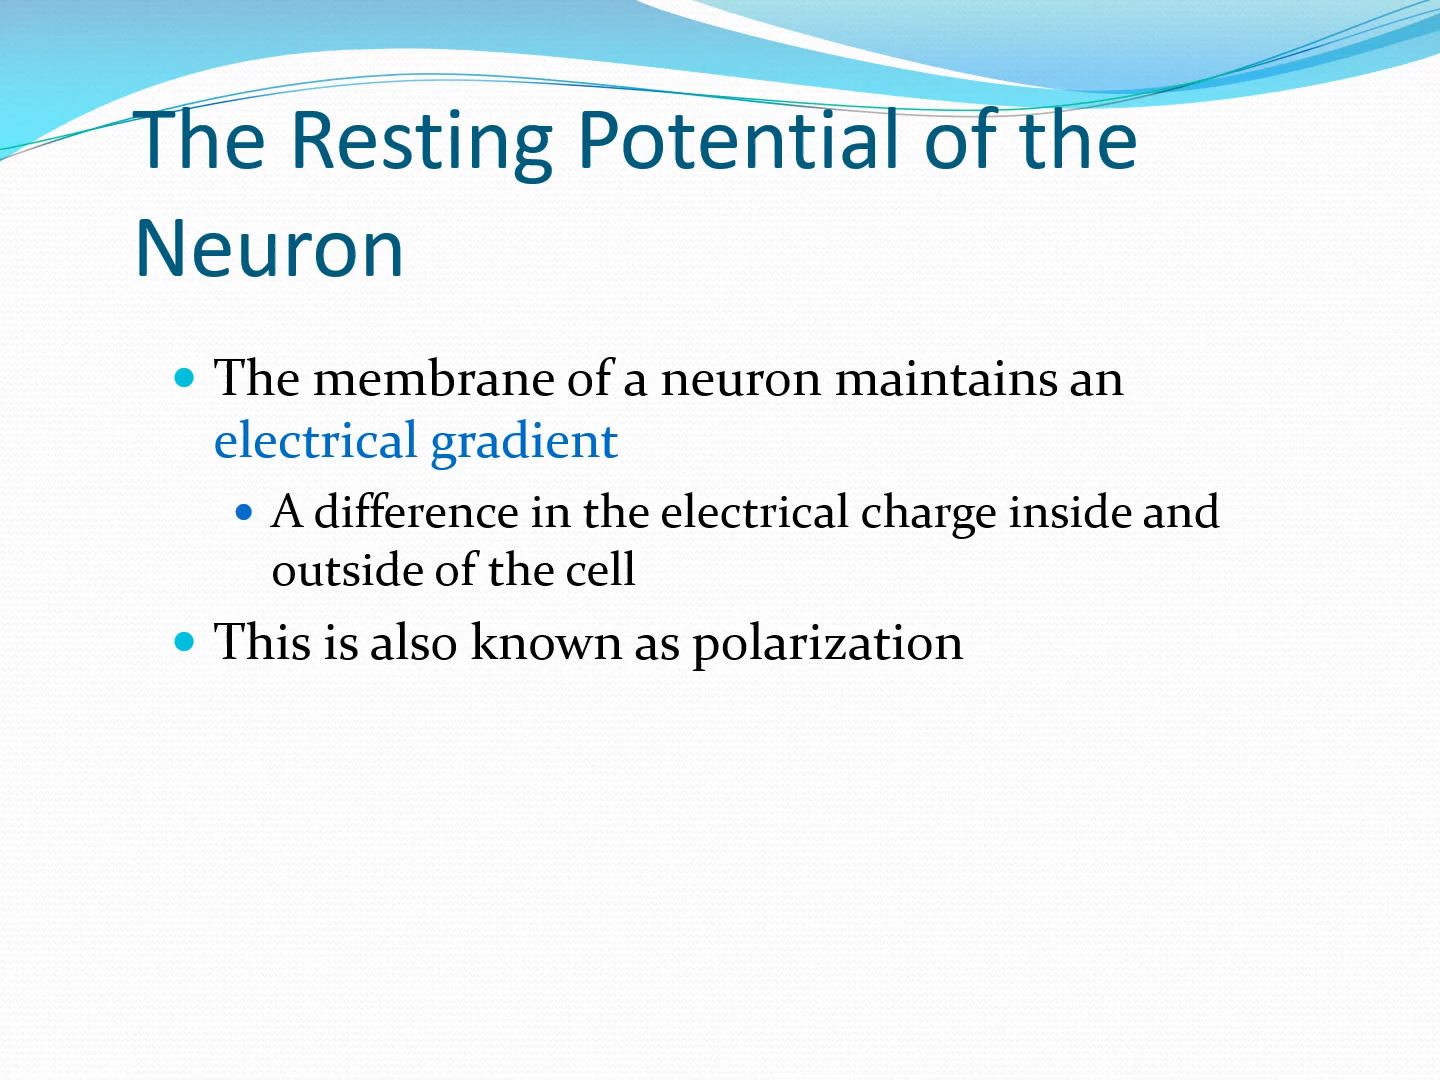 The Resting Potential of the
Neuron
• The membrane of a neuron maintains an
electrical gradient
• A difference in the electrical charge inside and
outside of the cell
• This is also known as polarization